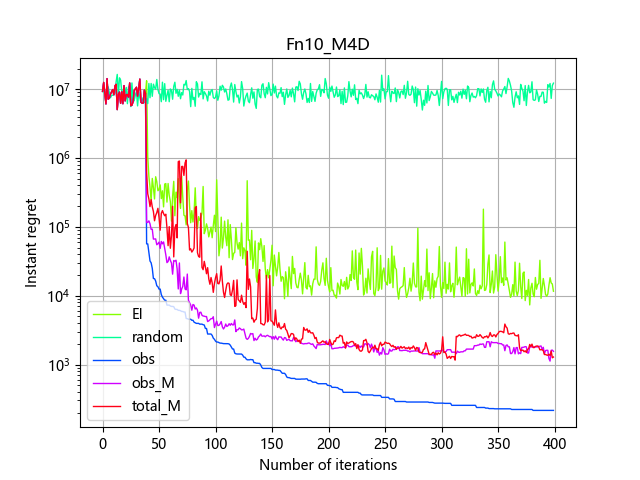 Fn10_M4D
Instant regret
10^7
10^6
10^5
10^4
10^3
EI
random
obs
obs_M
total_M
0 50 100 150 200 250 300 350 400
Number of iterations